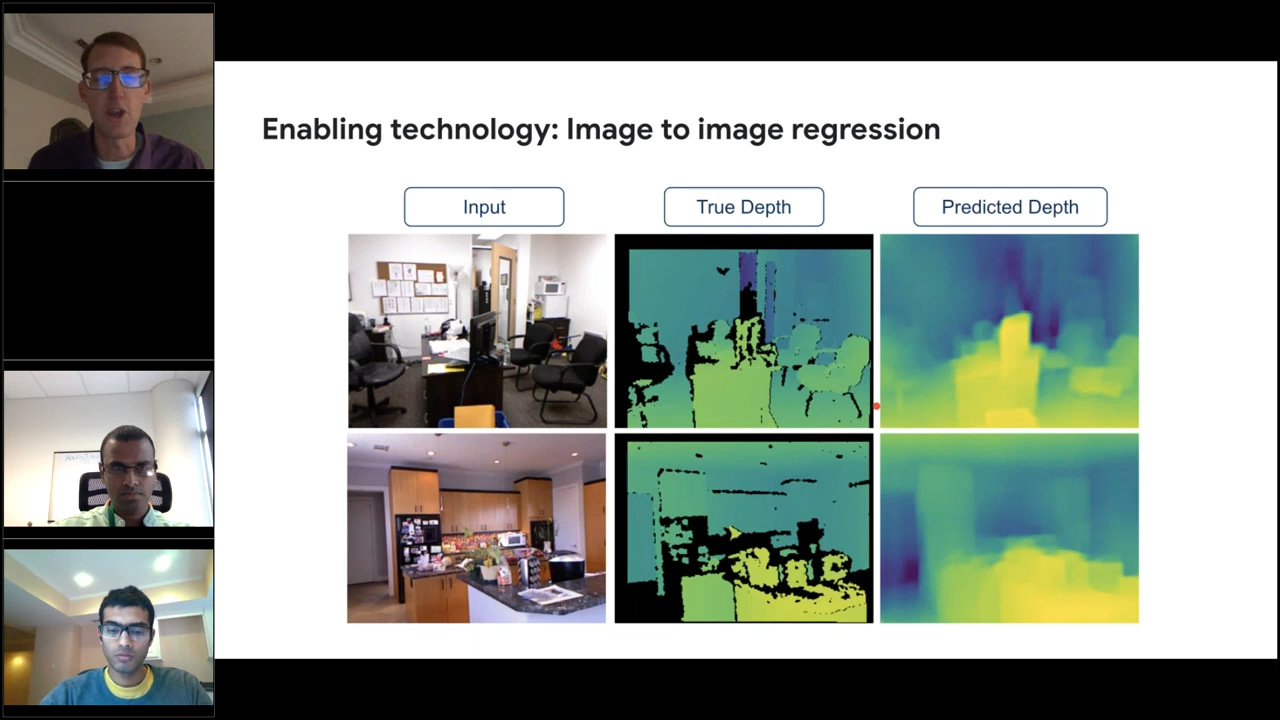 Enabling technology: Image to image regression
Input
True Depth
Predicted Depth